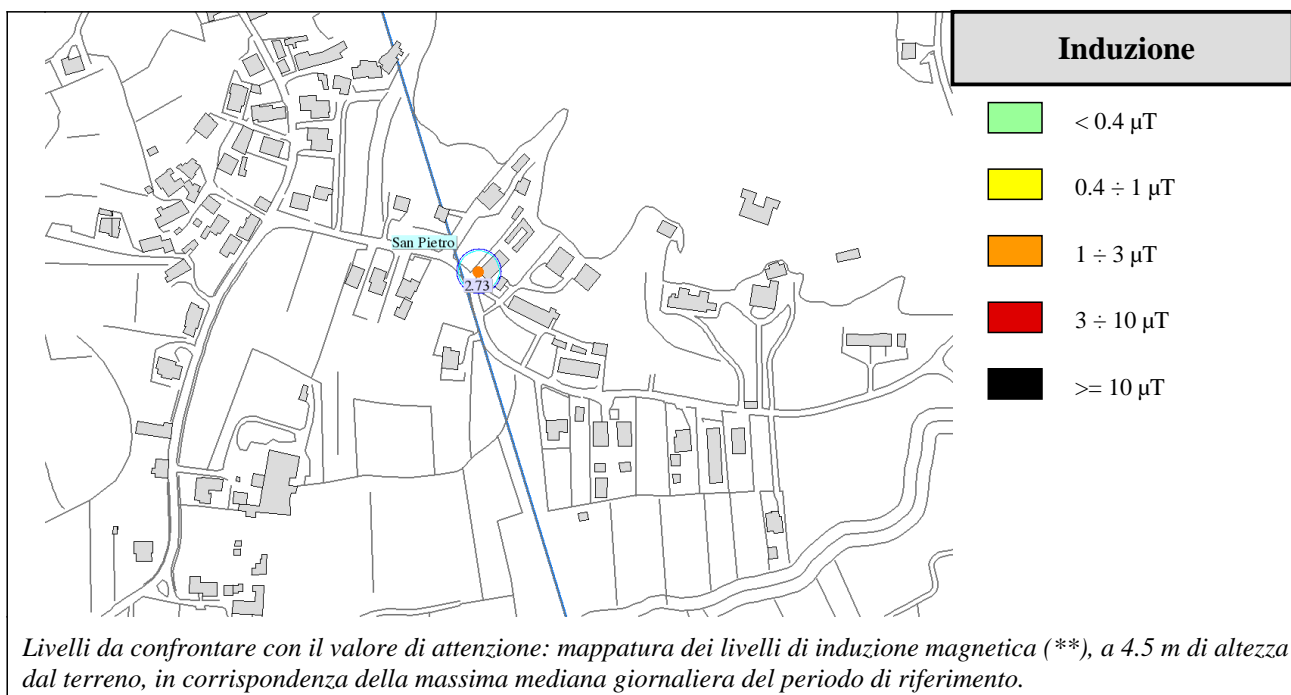 Induzione
< 0.4 µT
0.4 ÷ 1 µT
1 ÷ 3 µT
3 ÷ 10 µT
>= 10 µT
San Pietro
2.73
Livelli da confrontare con il valore di attenzione: mappatura dei livelli di induzione magnetica (**), a 4.5 m di altezza
dal terreno, in corrispondenza della massima mediana giornaliera del periodo di riferimento.